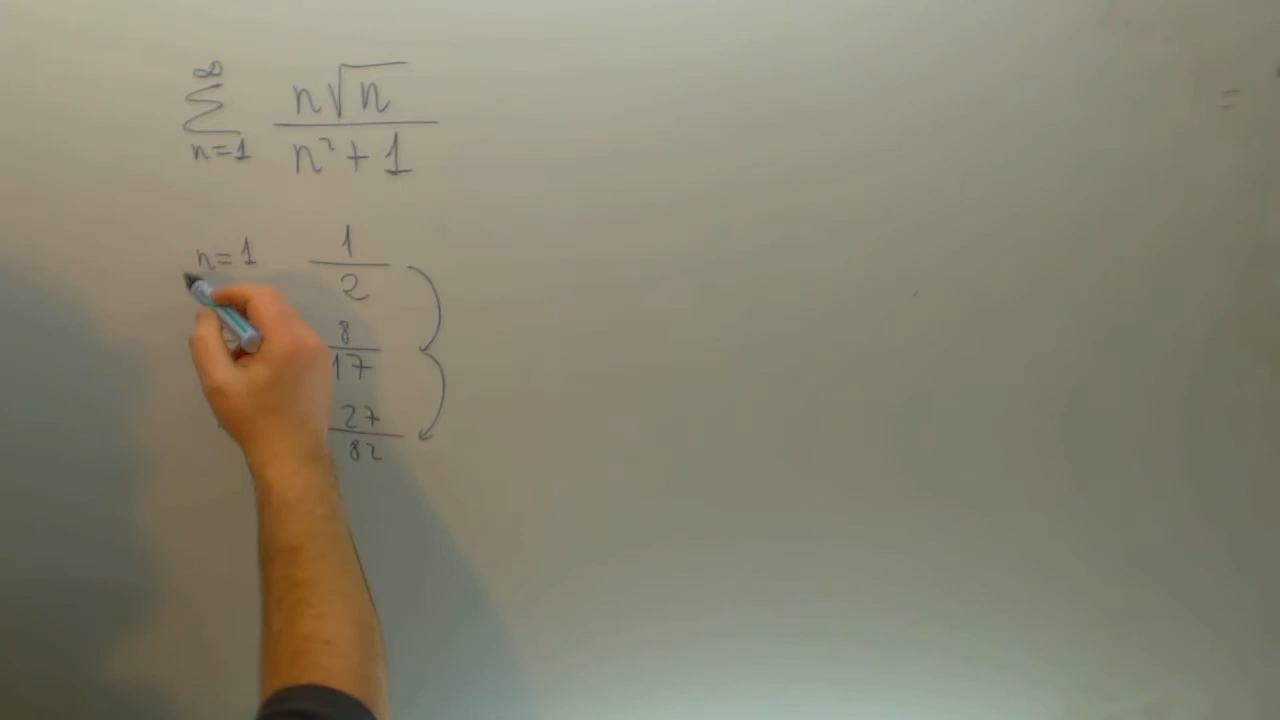 ∞
∑ n√n / n² + 1
n=1
n=1 1/2
8/17
27/82
=